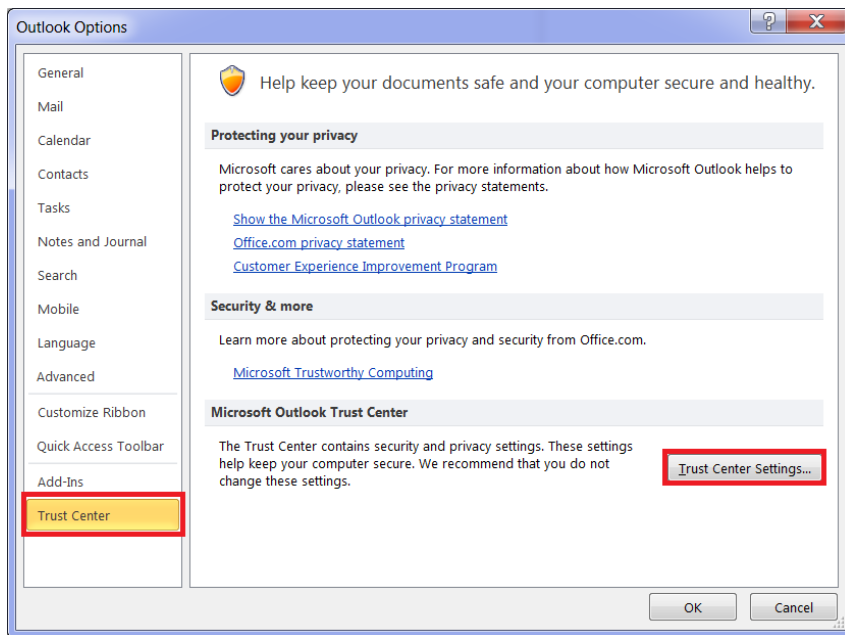 Outlook Options
General
Mail
Calendar
Contacts
Tasks
Notes and Journal
Search
Mobile
Language
Advanced
Customize Ribbon
Quick Access Toolbar
Add-Ins
Trust Center
Help keep your documents safe and your computer secure and healthy.
Protecting your privacy
Microsoft cares about your privacy. For more information about how Microsoft Outlook helps to
protect your privacy, please see the privacy statements.
Show the Microsoft Outlook privacy statement
Office.com privacy statement
Customer Experience Improvement Program
Security & more
Learn more about protecting your privacy and security from Office.com.
Microsoft Trustworthy Computing
Microsoft Outlook Trust Center
The Trust Center contains security and privacy settings. These settings
help keep your computer secure. We recommend that you do not
change these settings.
Trust Center Settings...
OK
Cancel